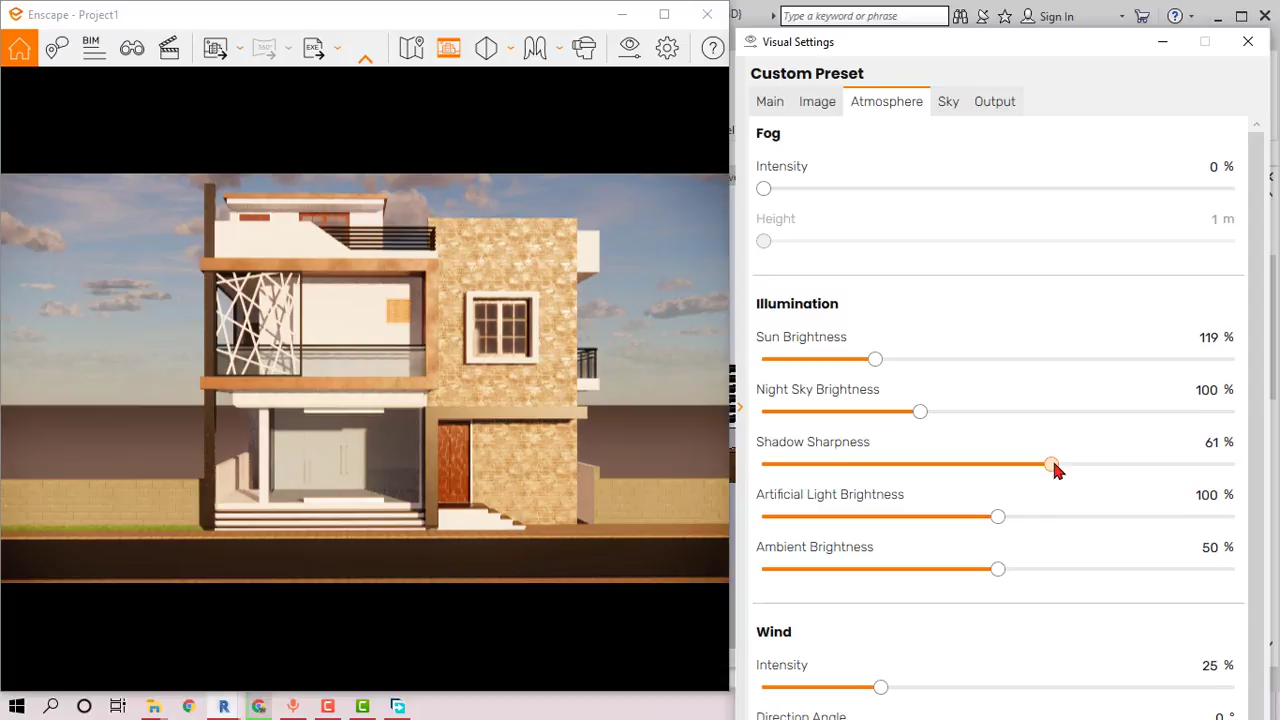 Enscape - Project1
BIM
360°
EXE
Type a keyword or phrase
Sign In
Visual Settings
Custom Preset
Main Image Atmosphere Sky Output
Fog
Intensity 0 %
Height 1 m
Illumination
Sun Brightness 119 %
Night Sky Brightness 100 %
Shadow Sharpness 61 %
Artificial Light Brightness 100 %
Ambient Brightness 50 %
Wind
Intensity 25 %
Direction Angle 0 °